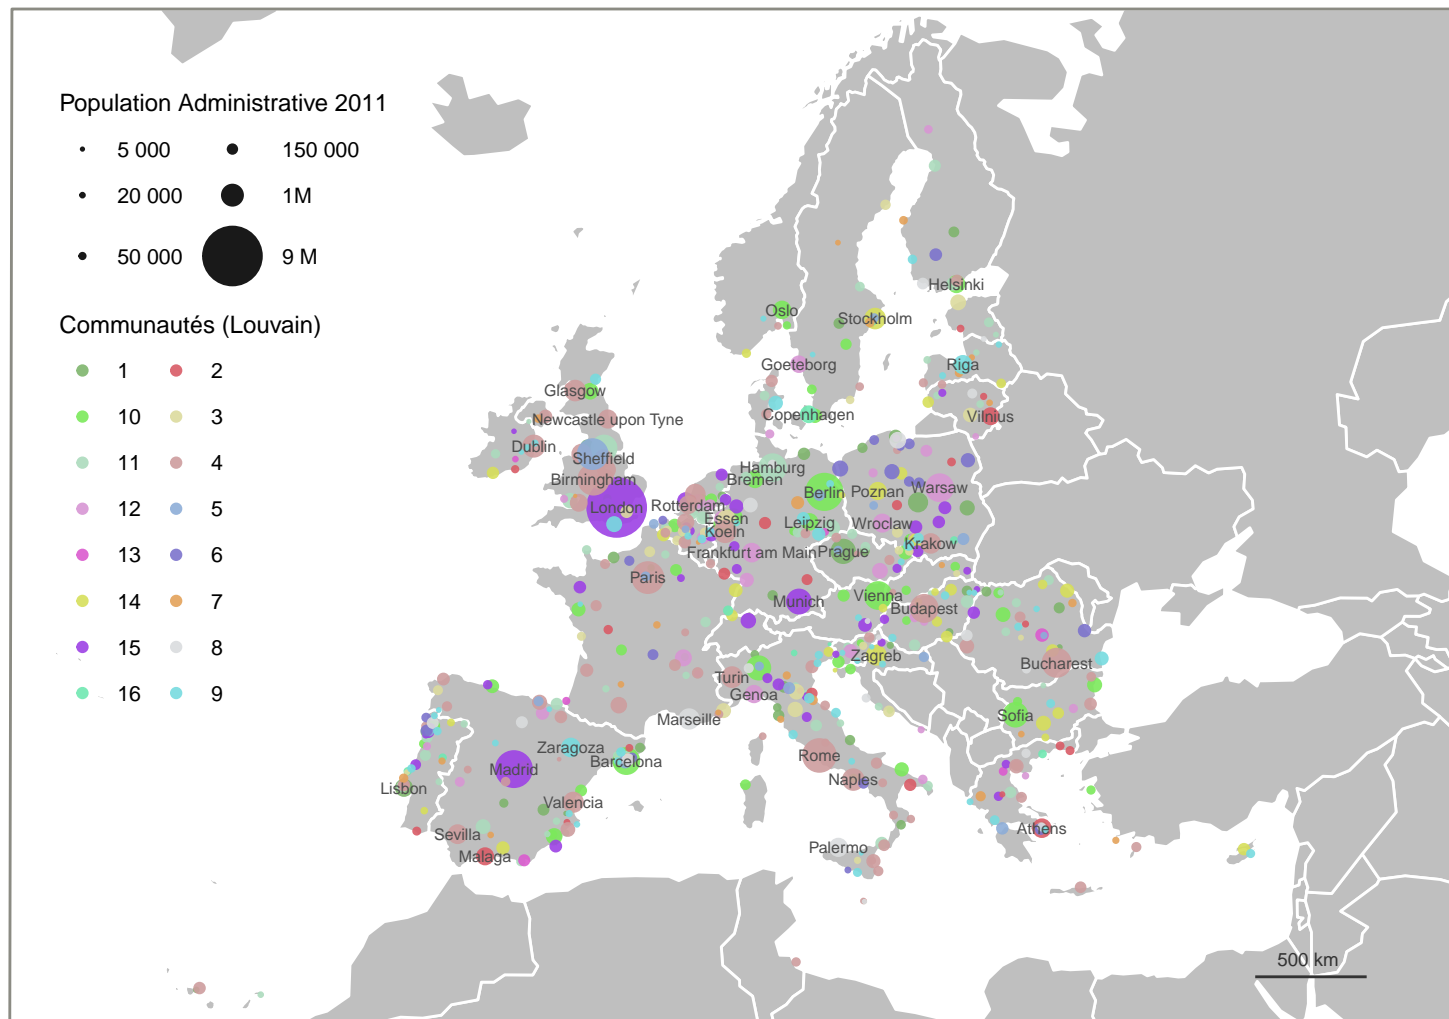 Population Administrative 2011
5 000 150 000
20 000 1M
50 000 9 M
Communautés (Louvain)
1 2
10 3
11 4
12 5
13 6
14 7
15 8
16 9
Oslo
Helsinki
Stockholm
Goeteborg
Riga
Glasgow
Newcastle upon Tyne
Copenhagen
Vilnius
Dublin
Sheffield
Hamburg
Birmingham
Bremen
Berlin
Poznan
Warsaw
London
Rotterdam
Essen
Leipzig
Wroclaw
Koeln
Frankfurt am Main
Prague
Krakow
Paris
Munich
Vienna
Budapest
Zagreb
Bucharest
Turin
Genoa
Marseille
Sofia
Zaragoza
Barcelona
Madrid
Rome
Naples
Lisbon
Valencia
Sevilla
Malaga
Palermo
Athens
500 km